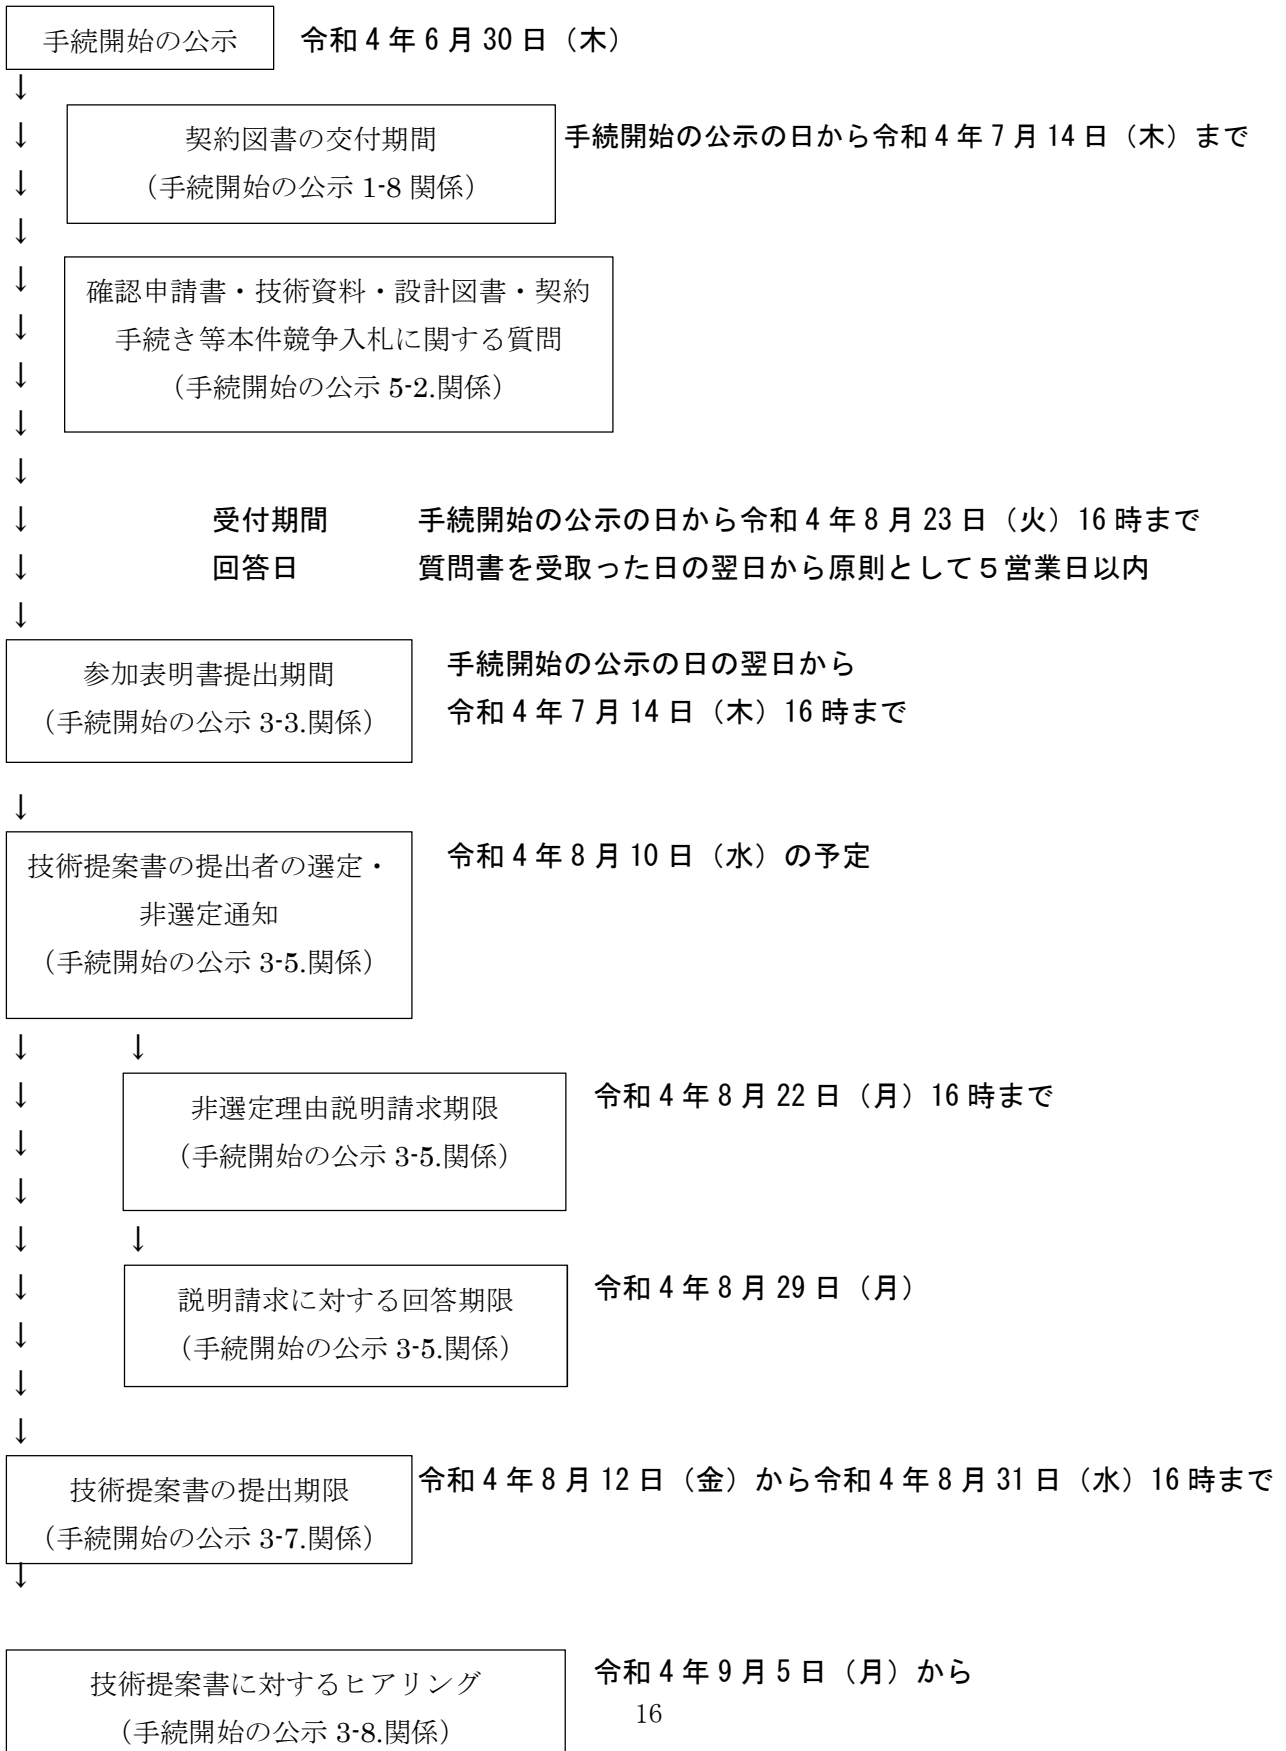 手続開始の公示　令和4年6月30日（木）
↓
↓
↓
↓
↓
↓
↓
↓
↓
↓
↓
↓
契約図書の交付期間　手続開始の公示の日から令和4年7月14日（木）まで
（手続開始の公示 1-8 関係）
確認申請書・技術資料・設計図書・契約
手続き等本件競争入札に関する質問
（手続開始の公示 5-2.関係）
受付期間　手続開始の公示の日から令和4年8月23日（火）16時まで
回答日　質問書を受取った日の翌日から原則として５営業日以内
参加表明書提出期間
（手続開始の公示 3-3.関係）
手続開始の公示の日の翌日から
令和4年7月14日（木）16時まで
↓
技術提案書の提出者の選定・
非選定通知
（手続開始の公示 3-5.関係）
令和4年8月10日（水）の予定
↓　↓
↓
↓
↓
↓　↓
↓
↓
↓
↓
非選定理由説明請求期限　令和4年8月22日（月）16時まで
（手続開始の公示 3-5.関係）
説明請求に対する回答期限　令和4年8月29日（月）
（手続開始の公示 3-5.関係）
技術提案書の提出期限　令和4年8月12日（金）から令和4年8月31日（水）16時まで
（手続開始の公示 3-7.関係）
↓
技術提案書に対するヒアリング　令和4年9月5日（月）から
（手続開始の公示 3-8.関係）
16